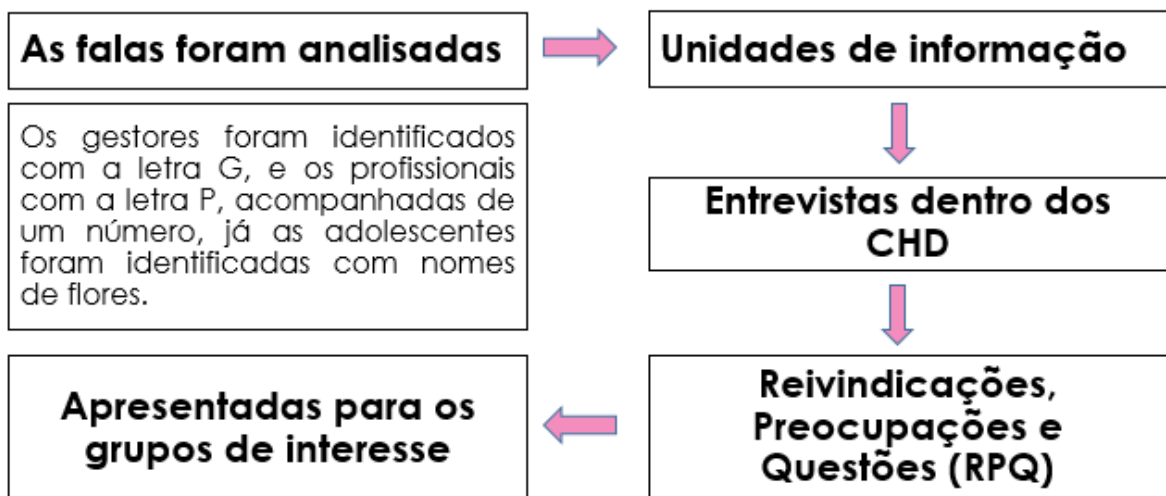 As falas foram analisadas
Unidades de informação
Os gestores foram identificados
com a letra G, e os profissionais
com a letra P, acompanhadas de
um número, já as adolescentes
foram identificadas com nomes
de flores.
Entrevistas dentro dos
CHD
Reivindicações,
Preocupações e
Questões (RPQ)
Apresentadas para os
grupos de interesse